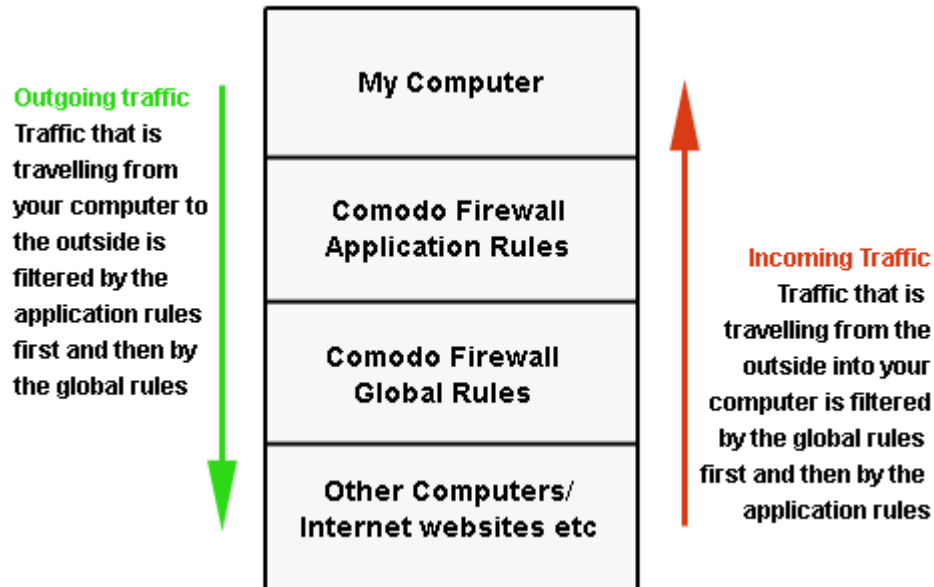 Outgoing traffic
Traffic that is
travelling from
your computer to
the outside is
filtered by the
application rules
first and then by
the global rules
My Computer
Comodo Firewall
Application Rules
Comodo Firewall
Global Rules
Other Computers/
Internet websites etc
Incoming Traffic
Traffic that is
travelling from the
outside into your
computer is filtered
by the global rules
first and then by the
application rules